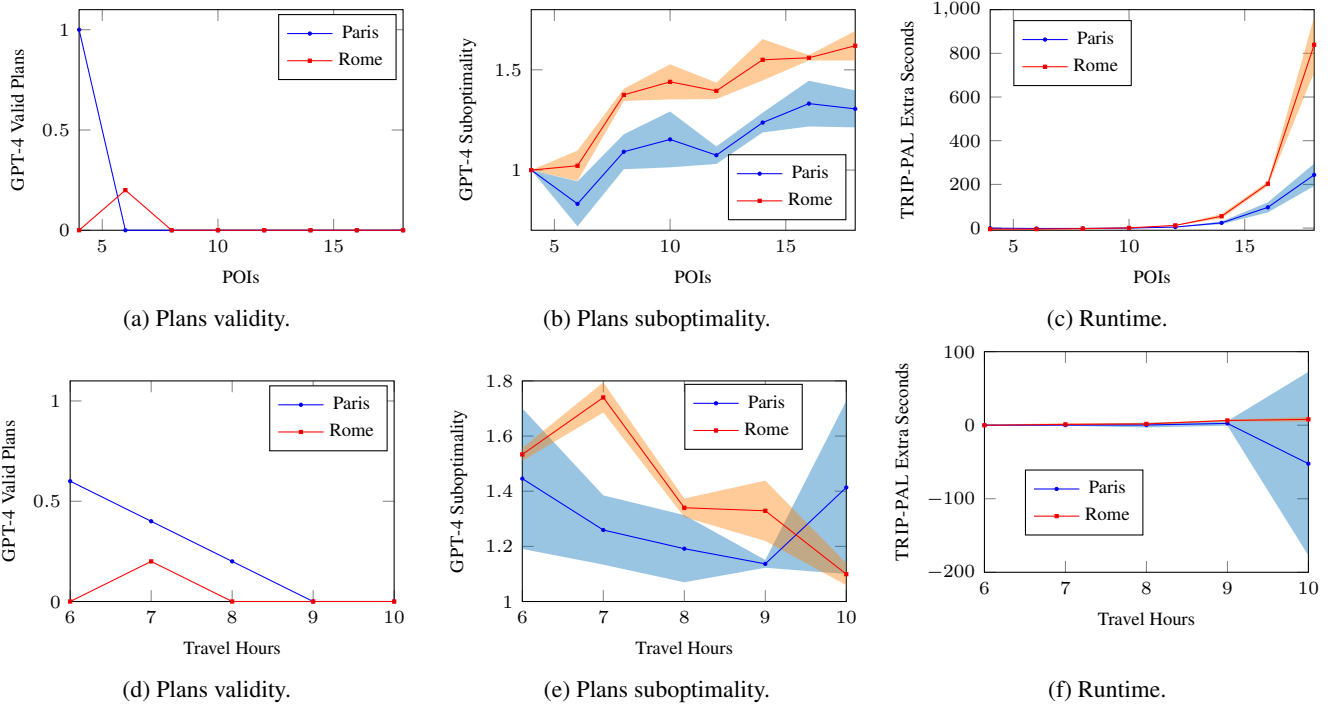 1
0.5
0
5
10
15
GPT-4 Valid Plans
POIs
Paris
Rome
(a) Plans validity.
1.5
1
5
10
15
GPT-4 Suboptimality
POIs
Paris
Rome
(b) Plans suboptimality.
1,000
800
600
400
200
0
5
10
15
TRIP-PAL Extra Seconds
POIs
Paris
Rome
(c) Runtime.
1
0.5
0
6
7
8
9
10
GPT-4 Valid Plans
Travel Hours
Paris
Rome
(d) Plans validity.
1.8
1.6
1.4
1.2
1
6
7
8
9
10
GPT-4 Suboptimality
Travel Hours
Paris
Rome
(e) Plans suboptimality.
100
0
−100
−200
6
7
8
9
10
TRIP-PAL Extra Seconds
Travel Hours
Paris
Rome
(f) Runtime.